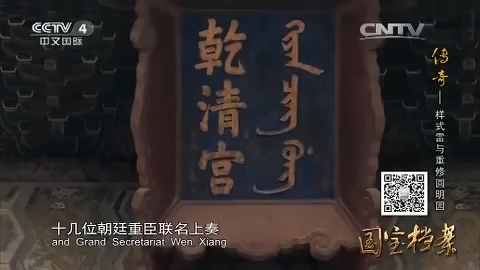 CCTV 4
中文国际
CNTV
乾清宫
传奇
样式雷与重修圆明园
十几位朝廷重臣联名上奏
and Grand Secretariat Wen Xiang
国宝档案